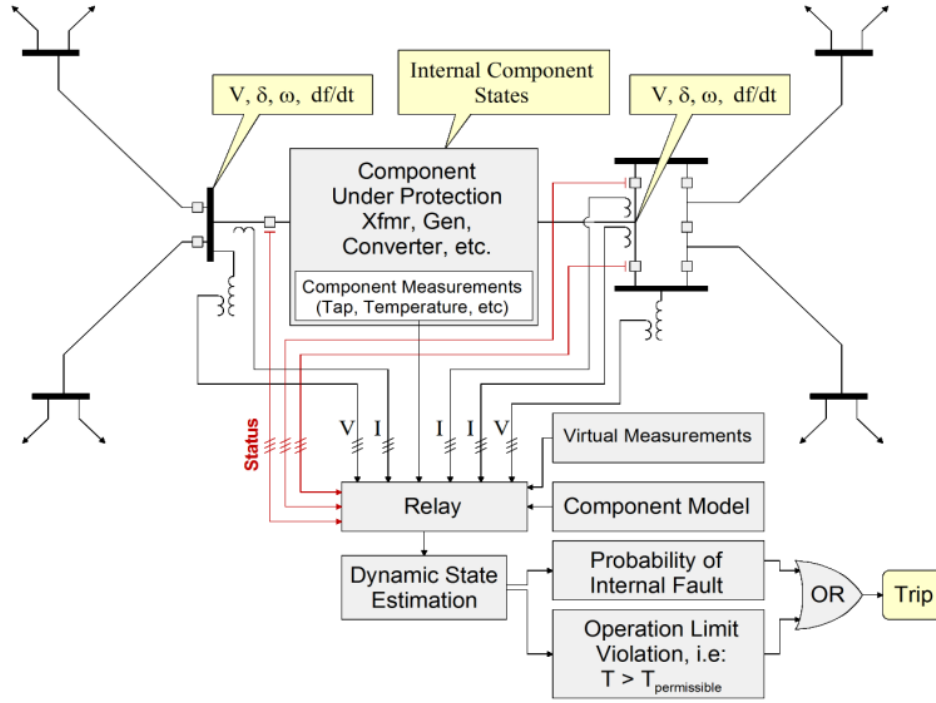 V, δ, ω, df/dt
Internal Component
States
V, δ, ω, df/dt
Component
Under Protection
Xfmr, Gen,
Converter, etc.
Component Measurements
(Tap, Temperature, etc)
Status
V
I
I
I
V
Virtual Measurements
Relay
Component Model
Dynamic State
Estimation
Probability of
Internal Fault
OR
Trip
Operation Limit
Violation, i.e:
T > Tpermissible